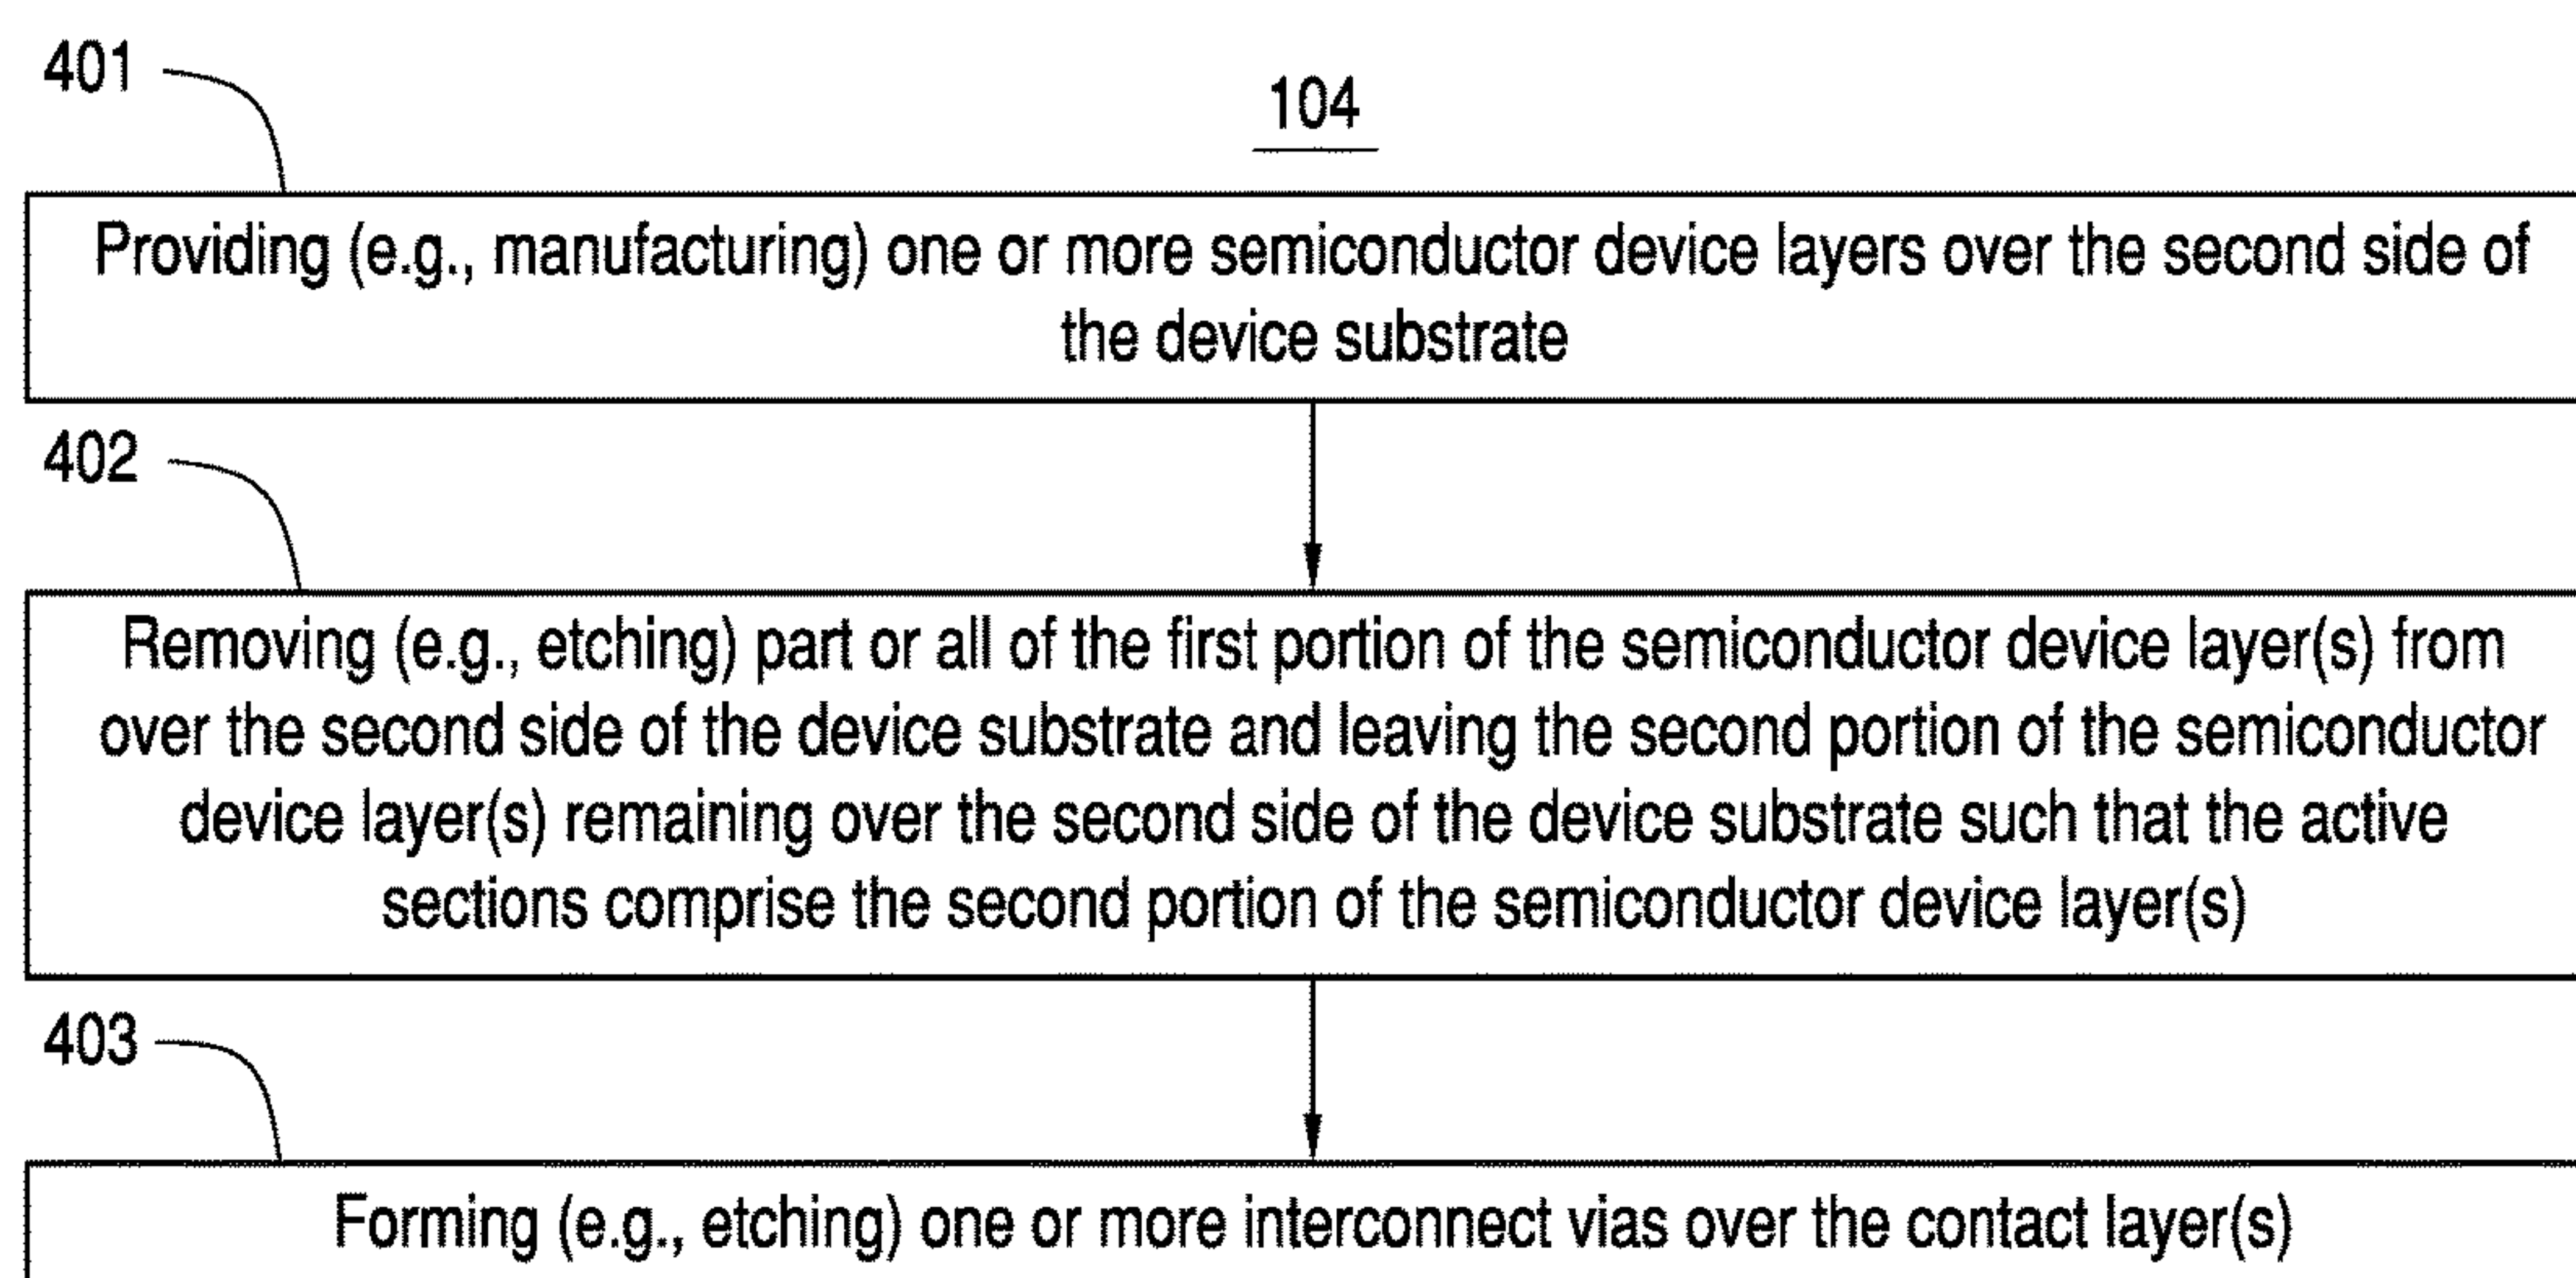 401
104
Providing (e.g., manufacturing) one or more semiconductor device layers over the second side of
the device substrate
402
Removing (e.g., etching) part or all of the first portion of the semiconductor device layer(s) from
over the second side of the device substrate and leaving the second portion of the semiconductor
device layer(s) remaining over the second side of the device substrate such that the active
sections comprise the second portion of the semiconductor device layer(s)
403
Forming (e.g., etching) one or more interconnect vias over the contact layer(s)